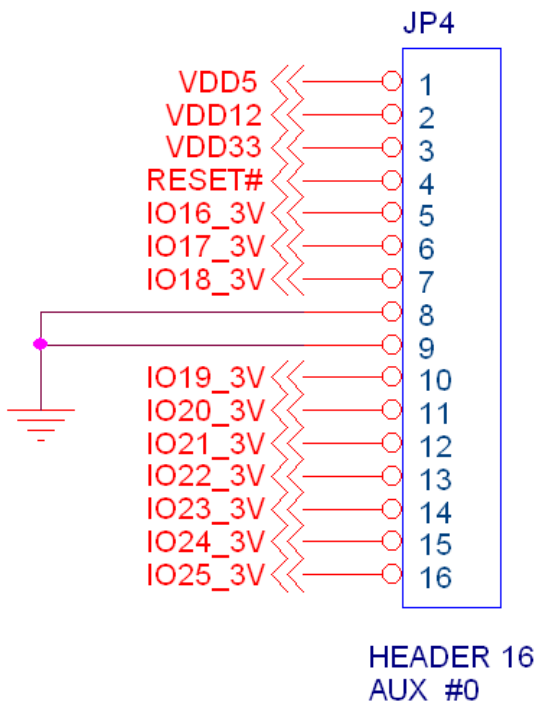 JP4
VDD5 1
VDD12 2
VDD33 3
RESET# 4
IO16_3V 5
IO17_3V 6
IO18_3V 7
8
9
IO19_3V 10
IO20_3V 11
IO21_3V 12
IO22_3V 13
IO23_3V 14
IO24_3V 15
IO25_3V 16
HEADER 16
AUX #0